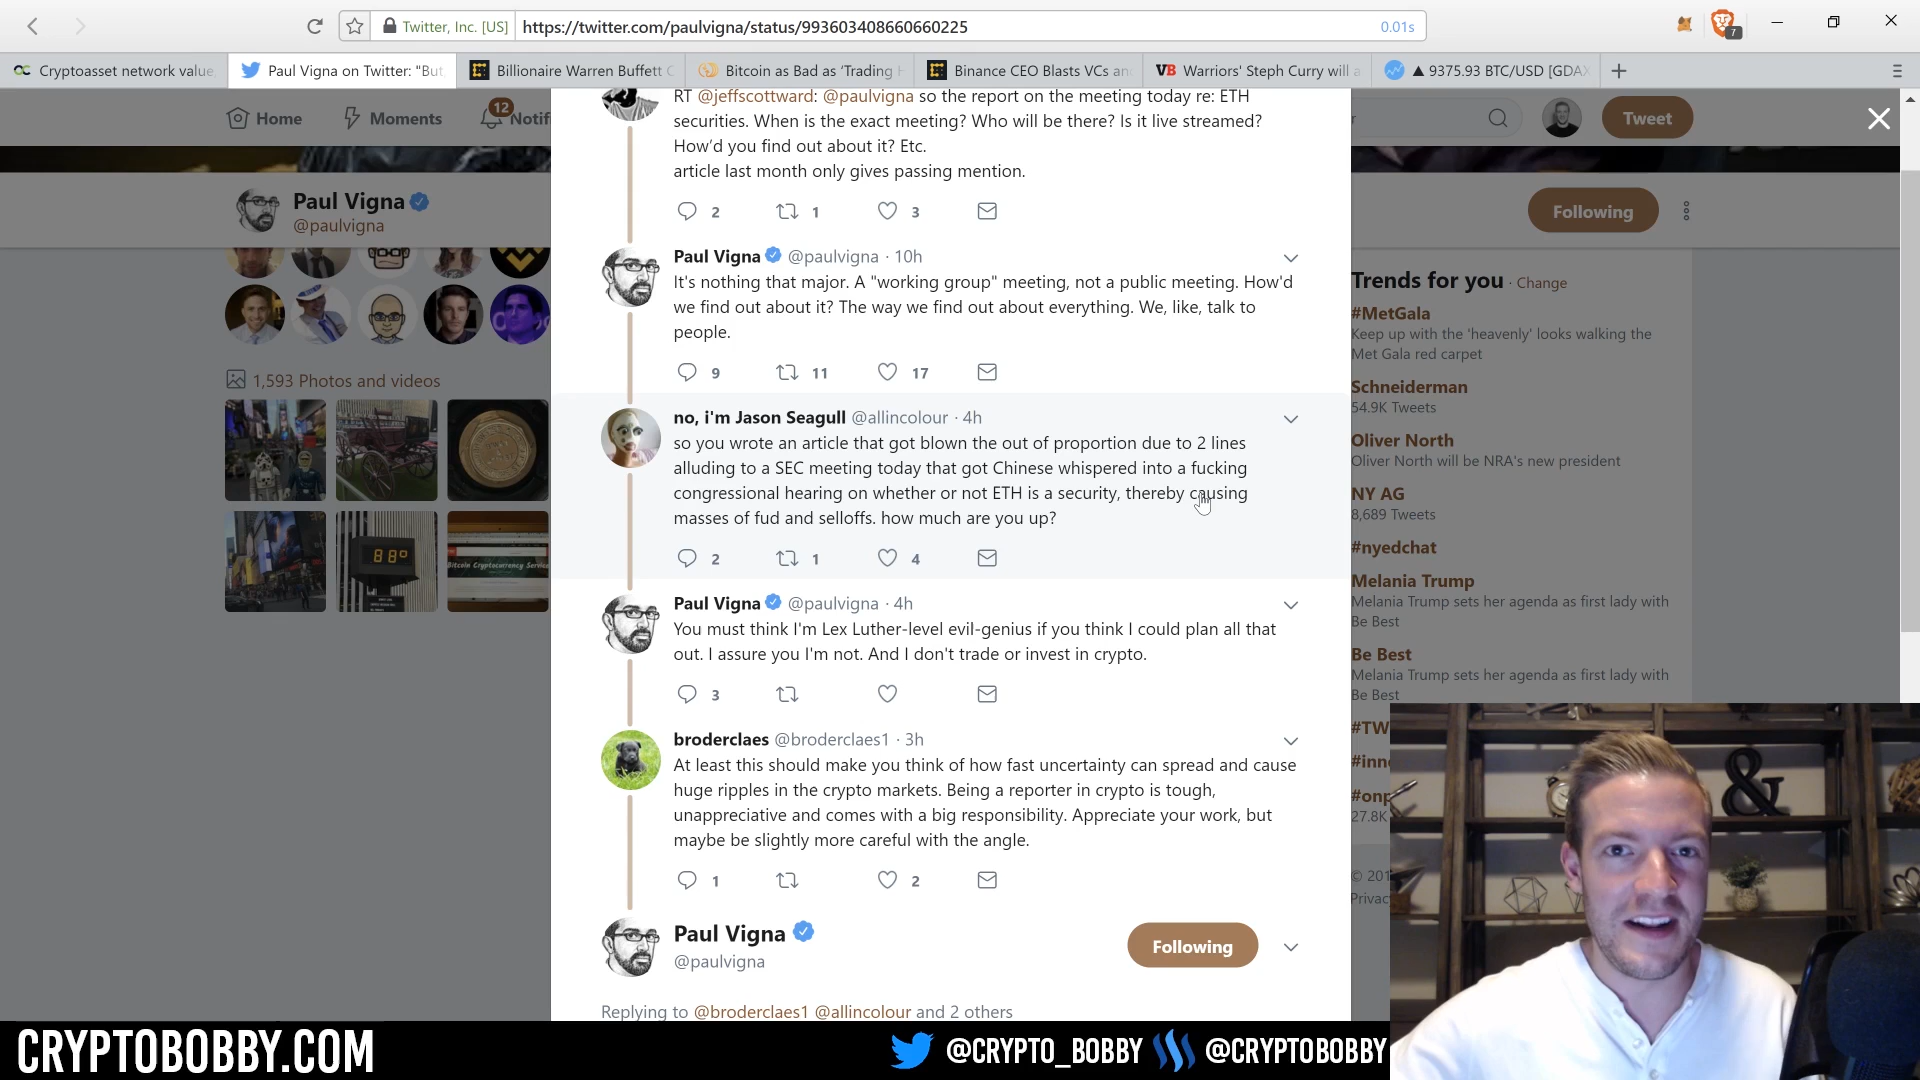 Twitter, Inc. [US] https://twitter.com/paulvigna/status/993603408660660225 0.01s
7
Cryptoasset network value,
Paul Vigna on Twitter: "But
Billionaire Warren Buffett C
Bitcoin as Bad as 'Trading
Binance CEO Blasts VCs an
Warriors' Steph Curry will a
▲ 9375.93 BTC/USD [GDAX
Home
Moments
12
Notif
Tweet
Paul Vigna
@paulvigna
Following
1,593 Photos and videos
88°
Bitcoin Cryptocurrency Service
RT @jeffscottward: @paulvigna so the report on the meeting today re: ETH
securities. When is the exact meeting? Who will be there? Is it live streamed?
How'd you find out about it? Etc.
article last month only gives passing mention.
2 1 3
Paul Vigna @paulvigna · 10h
It's nothing that major. A "working group" meeting, not a public meeting. How'd
we find out about it? The way we find out about everything. We, like, talk to
people.
9 11 17
no, i'm Jason Seagull @allincolour · 4h
so you wrote an article that got blown the out of proportion due to 2 lines
alluding to a SEC meeting today that got Chinese whispered into a fucking
congressional hearing on whether or not ETH is a security, thereby causing
masses of fud and selloffs. how much are you up?
2 1 4
Paul Vigna @paulvigna · 4h
You must think I'm Lex Luther-level evil-genius if you think I could plan all that
out. I assure you I'm not. And I don't trade or invest in crypto.
3
broderclaes @broderclaes1 · 3h
At least this should make you think of how fast uncertainty can spread and cause
huge ripples in the crypto markets. Being a reporter in crypto is tough,
unappreciative and comes with a big responsibility. Appreciate your work, but
maybe be slightly more careful with the angle.
1 2
Paul Vigna
@paulvigna
Following
Replying to @broderclaes1 @allincolour and 2 others
Trends for you · Change
#MetGala
Keep up with the 'heavenly' looks walking the
Met Gala red carpet
Schneiderman
54.9K Tweets
Oliver North
Oliver North will be NRA's new president
NY AG
8,689 Tweets
#nyedchat
Melania Trump
Melania Trump sets her agenda as first lady with
Be Best
Be Best
Melania Trump sets her agenda as first lady with
Be Best
#TW
#inn
#onp
27.8K
© 201
Privac
&
CRYPTOBOBBY.COM
@CRYPTO_BOBBY
@CRYPTOBOBBY